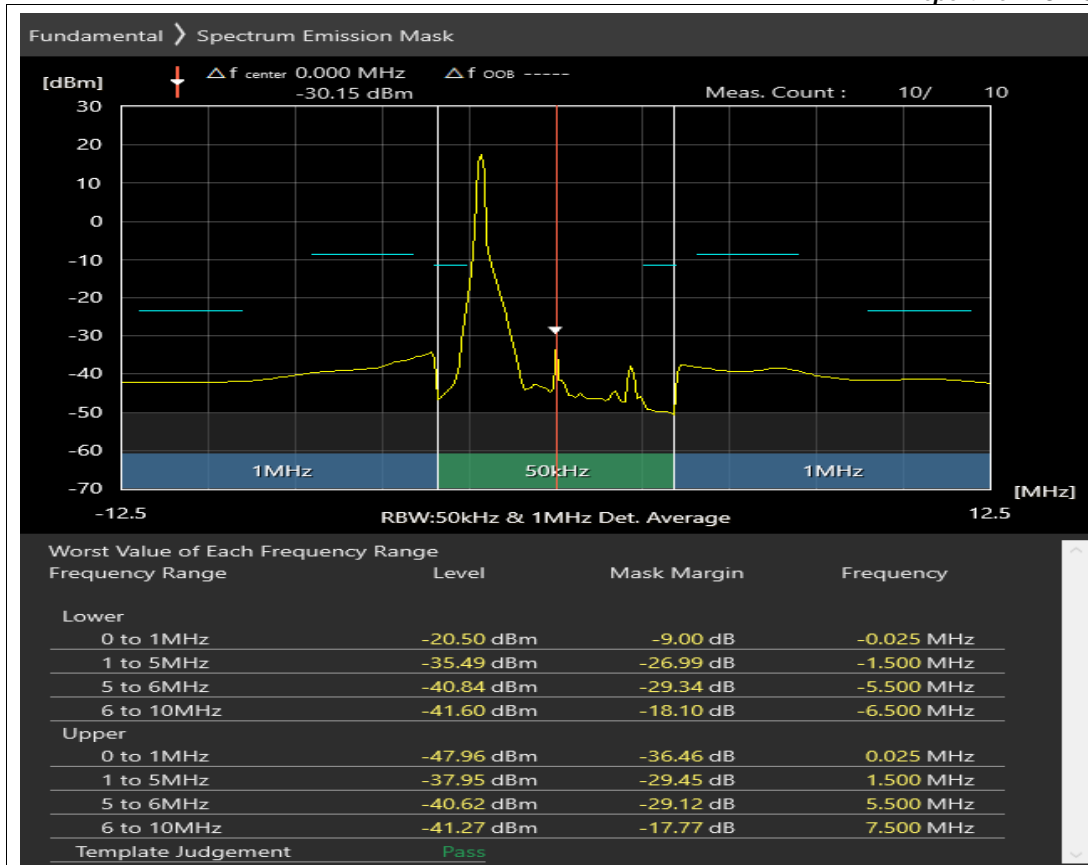 Fundamental ❯ Spectrum Emission Mask
[dBm] △f center 0.000 MHz △f OOB -----
-30.15 dBm Meas. Count : 10/ 10
30
20
10
0
-10
-20
-30
-40
-50
-60
-70
1MHz 50kHz 1MHz
[MHz]
-12.5 RBW:50kHz & 1MHz Det. Average 12.5
Worst Value of Each Frequency Range
Frequency Range Level Mask Margin Frequency
Lower
0 to 1MHz -20.50 dBm -9.00 dB -0.025 MHz
1 to 5MHz -35.49 dBm -26.99 dB -1.500 MHz
5 to 6MHz -40.84 dBm -29.34 dB -5.500 MHz
6 to 10MHz -41.60 dBm -18.10 dB -6.500 MHz
Upper
0 to 1MHz -47.96 dBm -36.46 dB 0.025 MHz
1 to 5MHz -37.95 dBm -29.45 dB 1.500 MHz
5 to 6MHz -40.62 dBm -29.12 dB 5.500 MHz
6 to 10MHz -41.27 dBm -17.77 dB 7.500 MHz
Template Judgement Pass